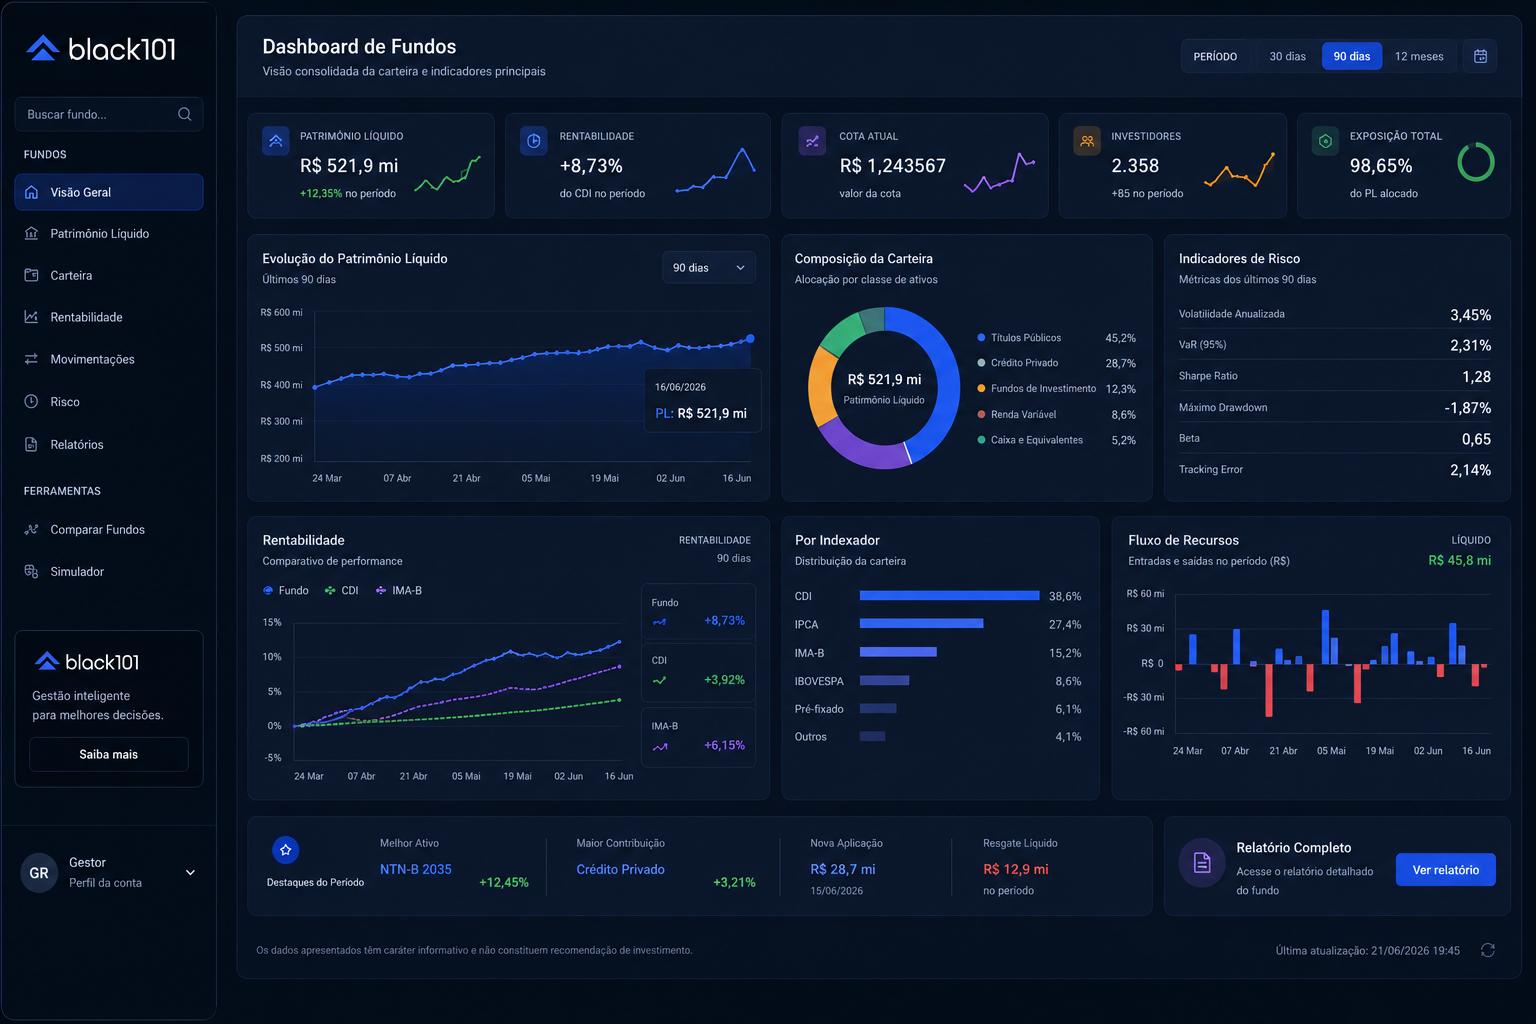 black101
Buscar fundo...
FUNDOS
Visão Geral
Patrimônio Líquido
Carteira
Rentabilidade
Movimentações
Risco
Relatórios
FERRAMENTAS
Comparar Fundos
Simulador
black101
Gestão inteligente
para melhores decisões.
Saiba mais
GR
Gestor
Perfil da conta
Dashboard de Fundos
Visão consolidada da carteira e indicadores principais
PERÍODO
30 dias
90 dias
12 meses
PATRIMÔNIO LÍQUIDO
R$ 521,9 mi
+12,35% no período
RENTABILIDADE
+8,73%
do CDI no período
COTA ATUAL
R$ 1,243567
valor da cota
INVESTIDORES
2.358
+85 no período
EXPOSIÇÃO TOTAL
98,65%
do PL alocado
Evolução do Patrimônio Líquido
Últimos 90 dias
90 dias
R$ 600 mi
R$ 500 mi
R$ 400 mi
R$ 300 mi
R$ 200 mi
16/06/2026
PL: R$ 521,9 mi
24 Mar
07 Abr
21 Abr
05 Mai
19 Mai
02 Jun
16 Jun
Composição da Carteira
Alocação por classe de ativos
R$ 521,9 mi
Patimônio Líquido
Títulos Públicos 45,2%
Crédito Privado 28,7%
Fundos de Investimento 12,3%
Renda Variável 8,6%
Caixa e Equivalentes 5,2%
Indicadores de Risco
Métricas dos últimos 90 dias
Volatilidade Anualizada 3,45%
VaR (95%) 2,31%
Sharpe Ratio 1,28
Máximo Drawdown -1,87%
Beta 0,65
Tracking Error 2,14%
Rentabilidade
Comparativo de performance
RENTABILIDADE
90 dias
Fundo
CDI
IMA-B
15%
10%
5%
0%
-5%
24 Mar
07 Abr
21 Abr
05 Mai
19 Mai
02 Jun
16 Jun
Fundo
+8,73%
CDI
+3,92%
IMA-B
+6,15%
Por Indexador
Distribuição da carteira
CDI 38,6%
IPCA 27,4%
IMA-B 15,2%
IBOVESPA 8,6%
Pré-fixado 6,1%
Outros 4,1%
Fluxo de Recursos
Entradas e saídas no período (R$)
LÍQUIDO
R$ 45,8 mi
R$ 60 mi
R$ 30 mi
R$ 0
-R$ 30 mi
-R$ 60 mi
24 Mar
07 Abr
21 Abr
05 Mai
19 Mai
02 Jun
16 Jun
Destaques do Período
Melhor Ativo
NTN-B 2035
+12,45%
Maior Contribuição
Crédito Privado
+3,21%
Nova Aplicação
R$ 28,7 mi
15/06/2026
Resgate Líquido
R$ 12,9 mi
no período
Relatório Completo
Acesse o relatório detalhado
do fundo
Ver relatório
Os dados apresentados têm caráter informativo e não constituem recomendação de investimento.
Última atualização: 21/06/2026 19:45